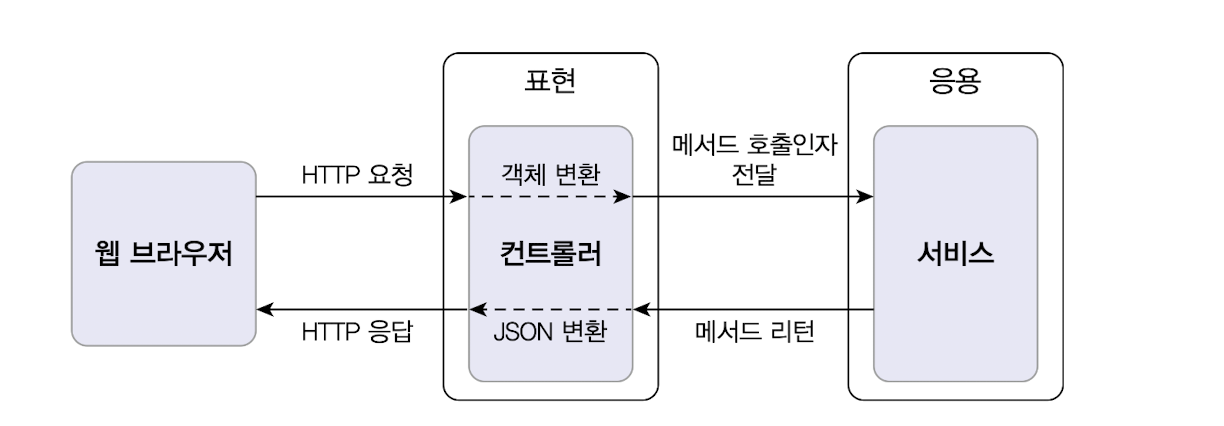 표현
응용
메서드 호출인자
전달
HTTP 요청
객체 변환
웹 브라우저
컨트롤러
서비스
HTTP 응답
JSON 변환
메서드 리턴